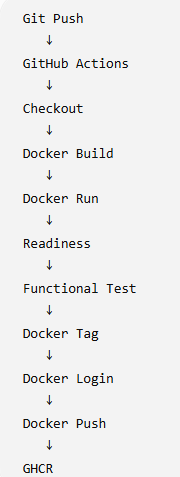 Git Push
↓
GitHub Actions
↓
Checkout
↓
Docker Build
↓
Docker Run
↓
Readiness
↓
Functional Test
↓
Docker Tag
↓
Docker Login
↓
Docker Push
↓
GHCR